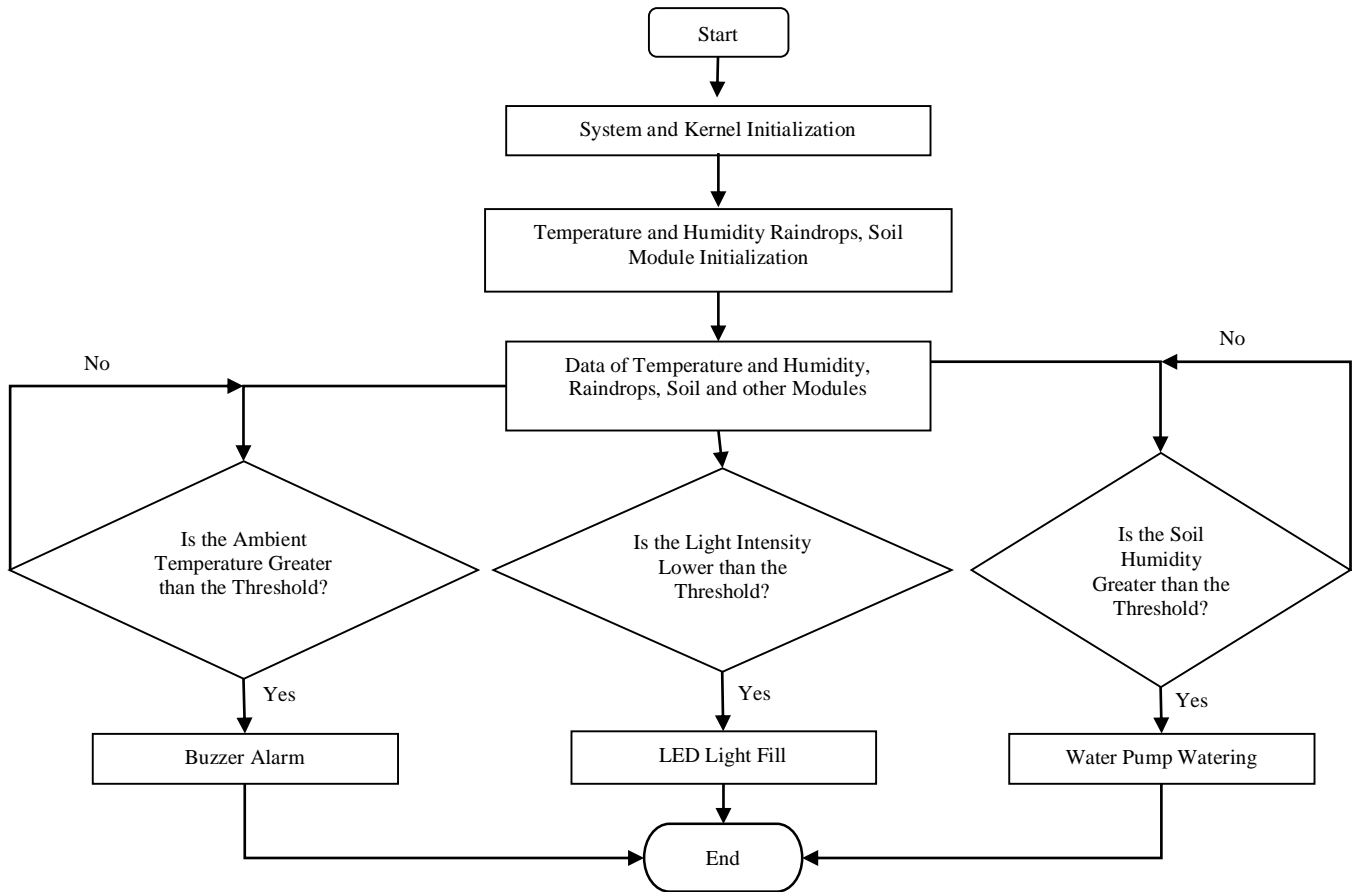 Start
System and Kernel Initialization
Temperature and Humidity Raindrops, Soil
Module Initialization
No
Data of Temperature and Humidity,
Raindrops, Soil and other Modules
No
Is the Ambient
Temperature Greater
than the Threshold?
Is the Light Intensity
Lower than the
Threshold?
Is the Soil
Humidity
Greater than the
Threshold?
Yes
Yes
Yes
Buzzer Alarm
LED Light Fill
Water Pump Watering
End